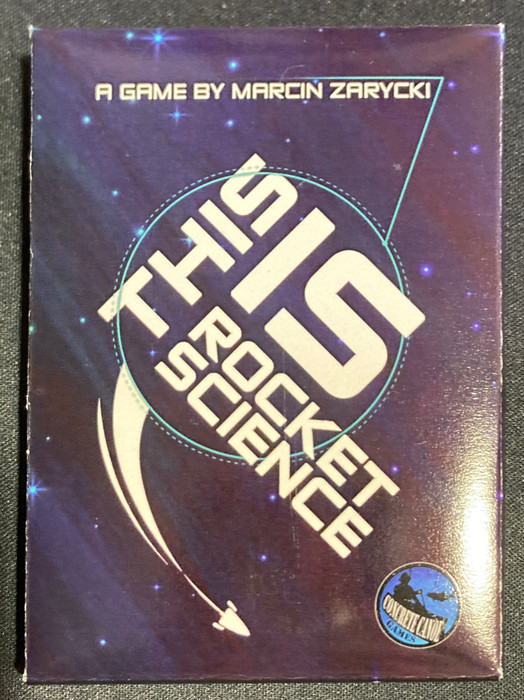 A GAME BY MARCIN ZARYCKI
THIS
IS
ROCKET
SCIENCE
CONCRETE CANOE
GAMES